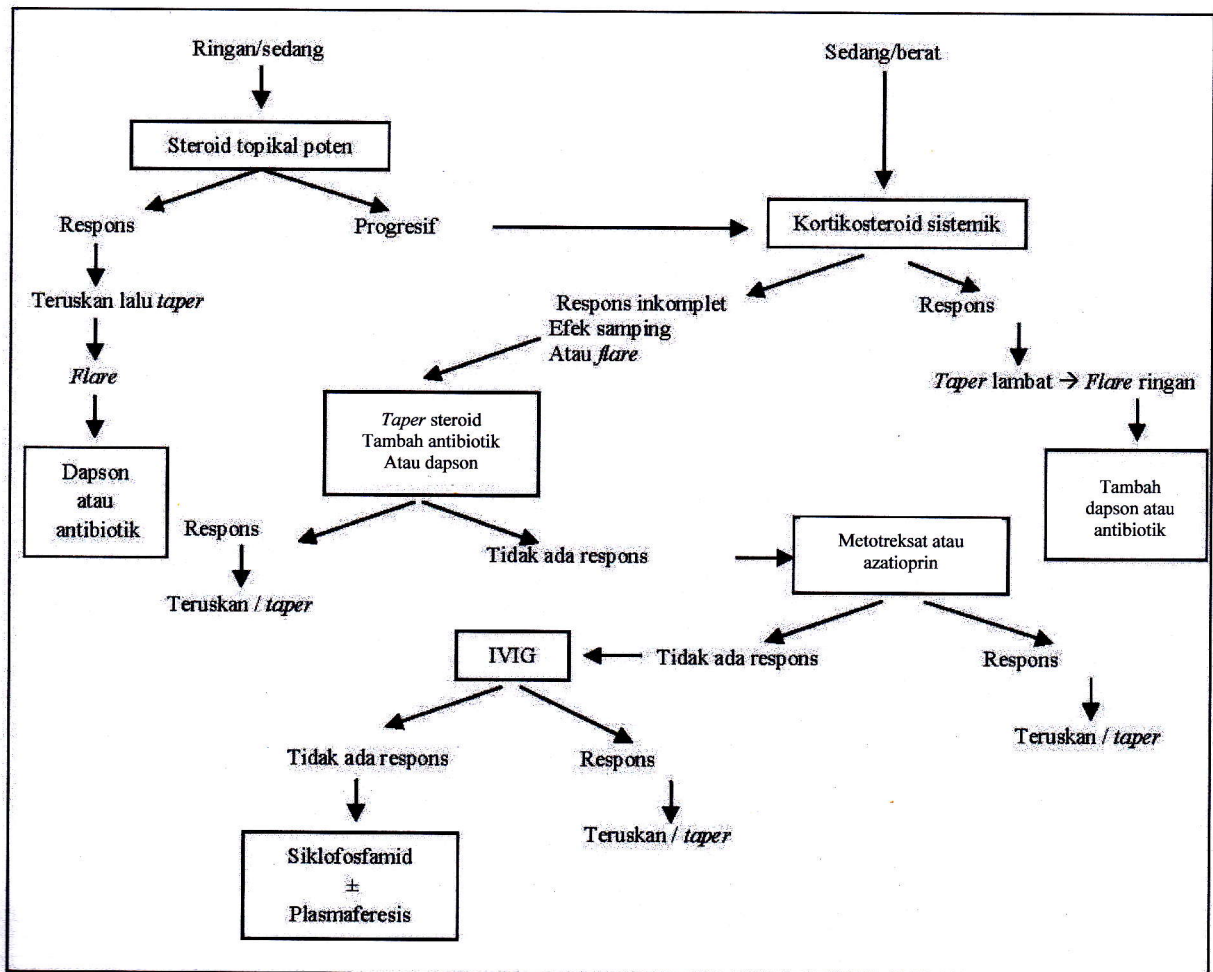 Ringan/sedang
Sedang/berat
Steroid topikal poten
Respons
Progresif
Kortikosteroid sistemik
Teruskan lalu taper
Respons inkomplet
Efek samping
Atau flare
Respons
Flare
Taper lambat → Flare ringan
Taper steroid
Tambah antibiotik
Atau dapson
Dapson
atau
antibiotik
Tambah
dapson atau
antibiotik
Respons
Tidak ada respons
Metotreksat atau
azatioprin
Teruskan / taper
IVIG
Tidak ada respons
Respons
Teruskan / taper
Tidak ada respons
Respons
Teruskan / taper
Siklofosfamid
±
Plasmaferesis